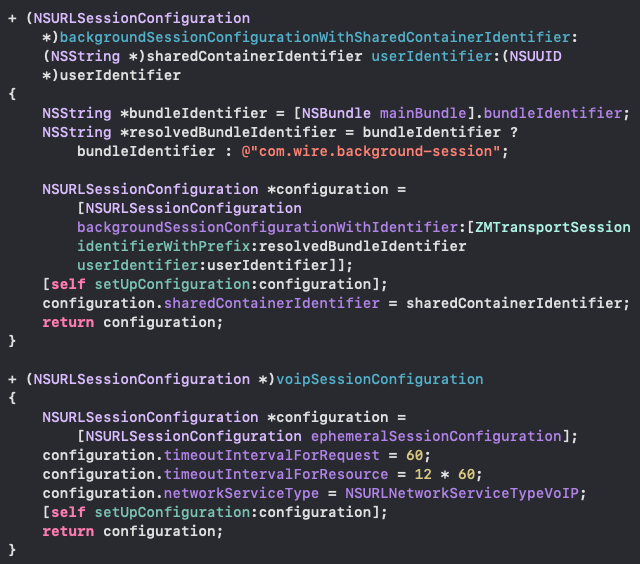 + (NSURLSessionConfiguration
*)backgroundSessionConfigurationWithSharedContainerIdentifier:
(NSString *)sharedContainerIdentifier userIdentifier:(NSUUID
*)userIdentifier
{
NSString *bundleIdentifier = [NSBundle mainBundle].bundleIdentifier;
NSString *resolvedBundleIdentifier = bundleIdentifier ?
bundleIdentifier : @"com.wire.background-session";
NSURLSessionConfiguration *configuration =
[NSURLSessionConfiguration
backgroundSessionConfigurationWithIdentifier:[ZMTransportSession
identifierWithPrefix:resolvedBundleIdentifier
userIdentifier:userIdentifier]];
[self setUpConfiguration:configuration];
configuration.sharedContainerIdentifier = sharedContainerIdentifier;
return configuration;
}
+ (NSURLSessionConfiguration *)voipSessionConfiguration
{
NSURLSessionConfiguration *configuration =
[NSURLSessionConfiguration ephemeralSessionConfiguration];
configuration.timeoutIntervalForRequest = 60;
configuration.timeoutIntervalForResource = 12 * 60;
configuration.networkServiceType = NSURLNetworkServiceTypeVoIP;
[self setUpConfiguration:configuration];
return configuration;
}